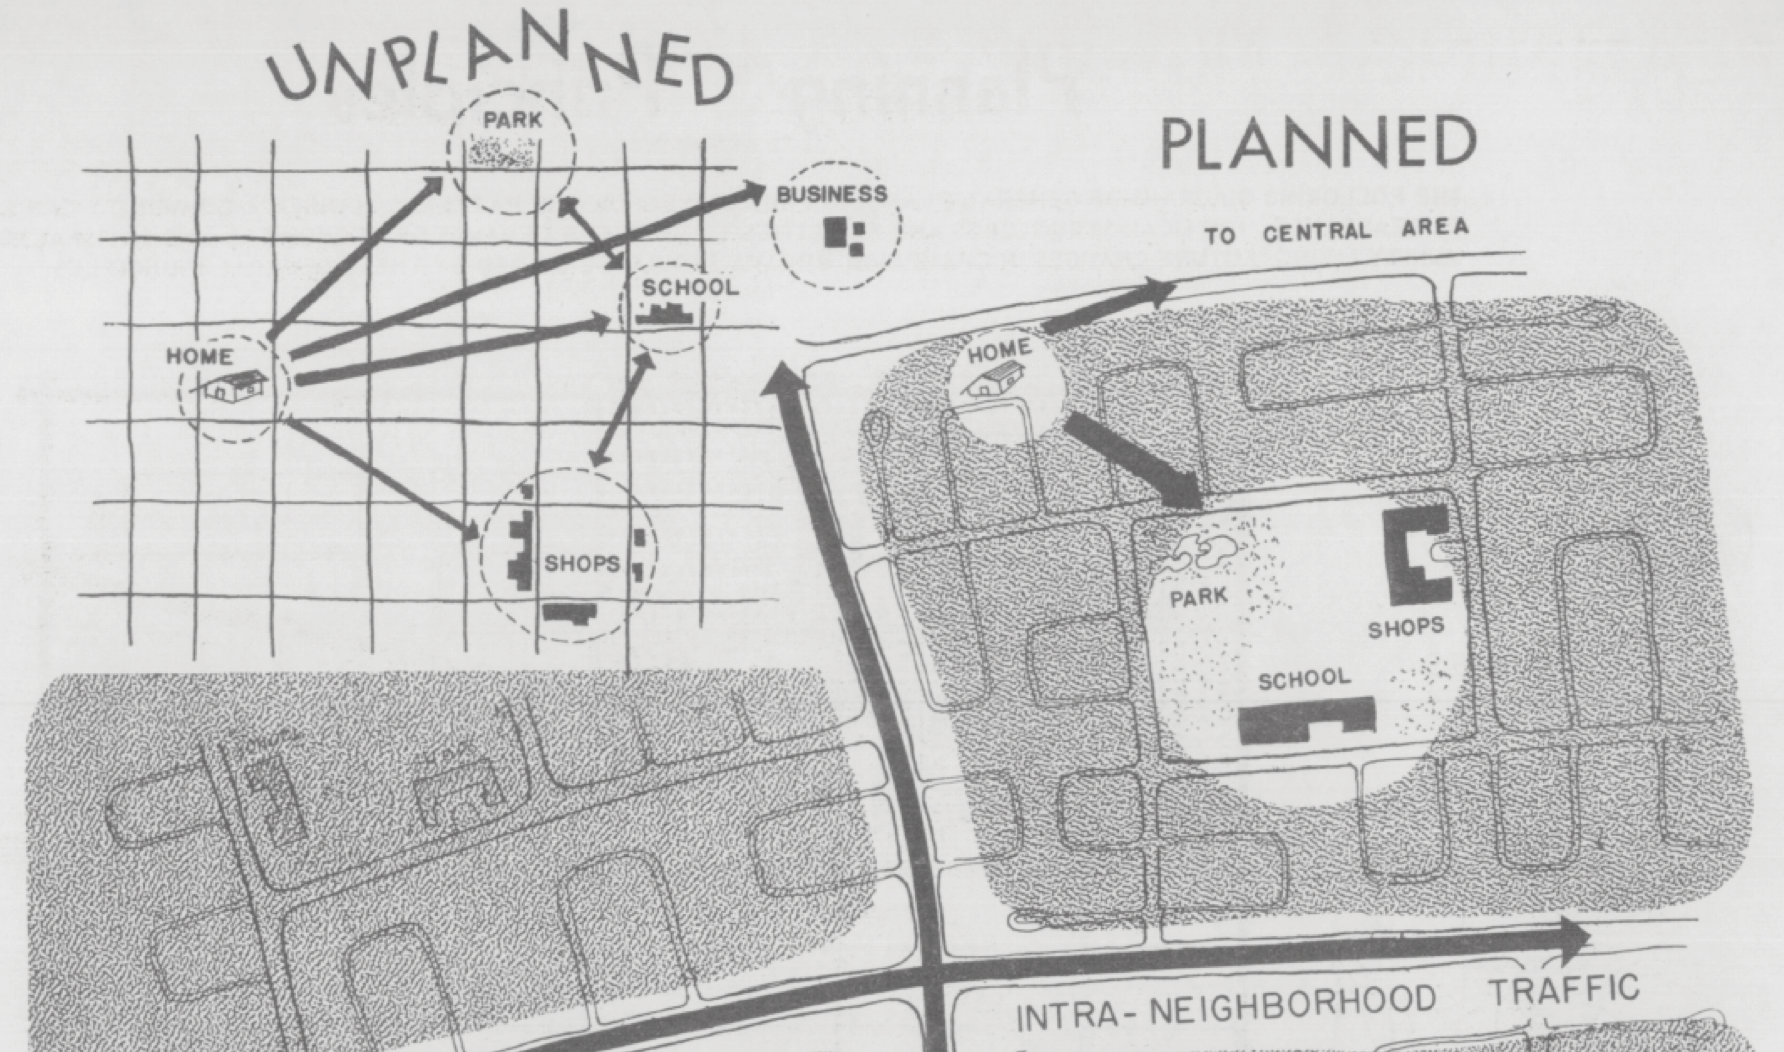 UNPLANNED
PARK
BUSINESS
SCHOOL
HOME
SHOPS
PLANNED
TO CENTRAL AREA
HOME
PARK
SHOPS
SCHOOL
INTRA-NEIGHBORHOOD TRAFFIC